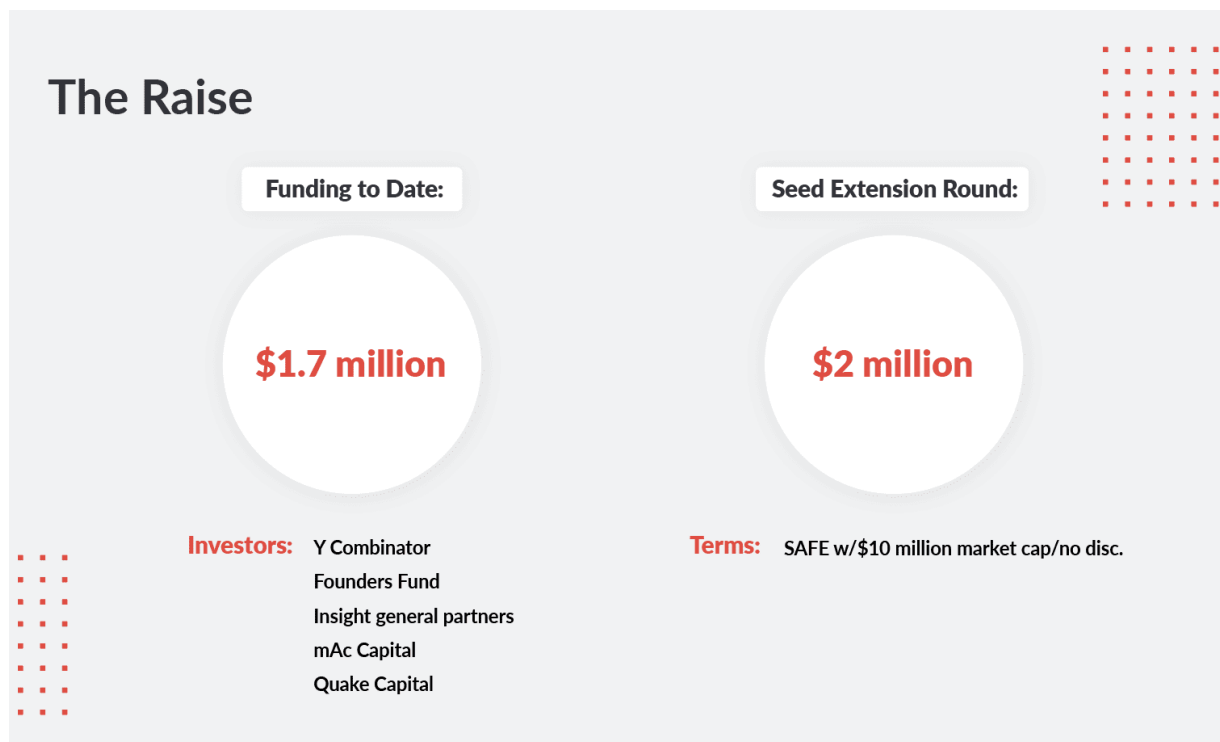 The Raise
Funding to Date:
$1.7 million
Investors: Y Combinator
Founders Fund
Insight general partners
mAc Capital
Quake Capital
Seed Extension Round:
$2 million
Terms: SAFE w/$10 million market cap/no disc.